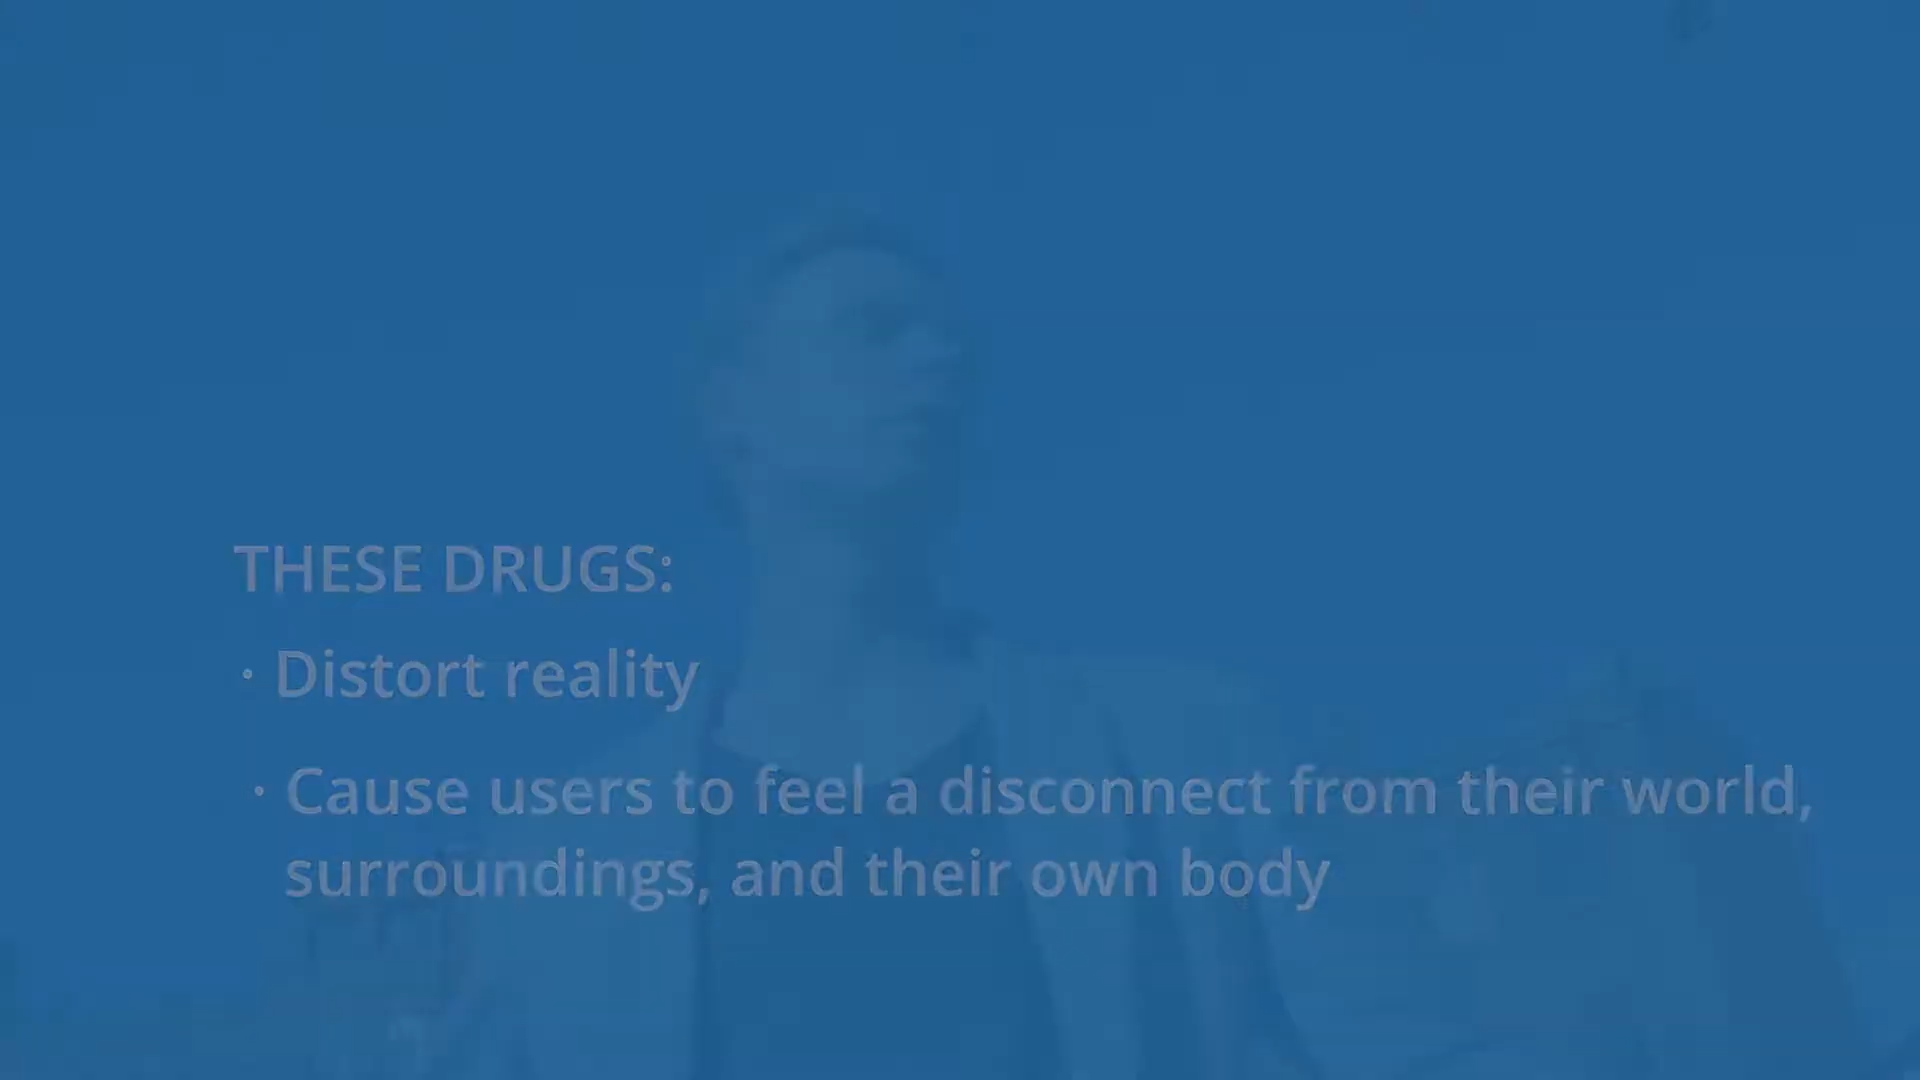 THESE DRUGS:
· Distort reality
· Cause users to feel a disconnect from their world,
surroundings, and their own body